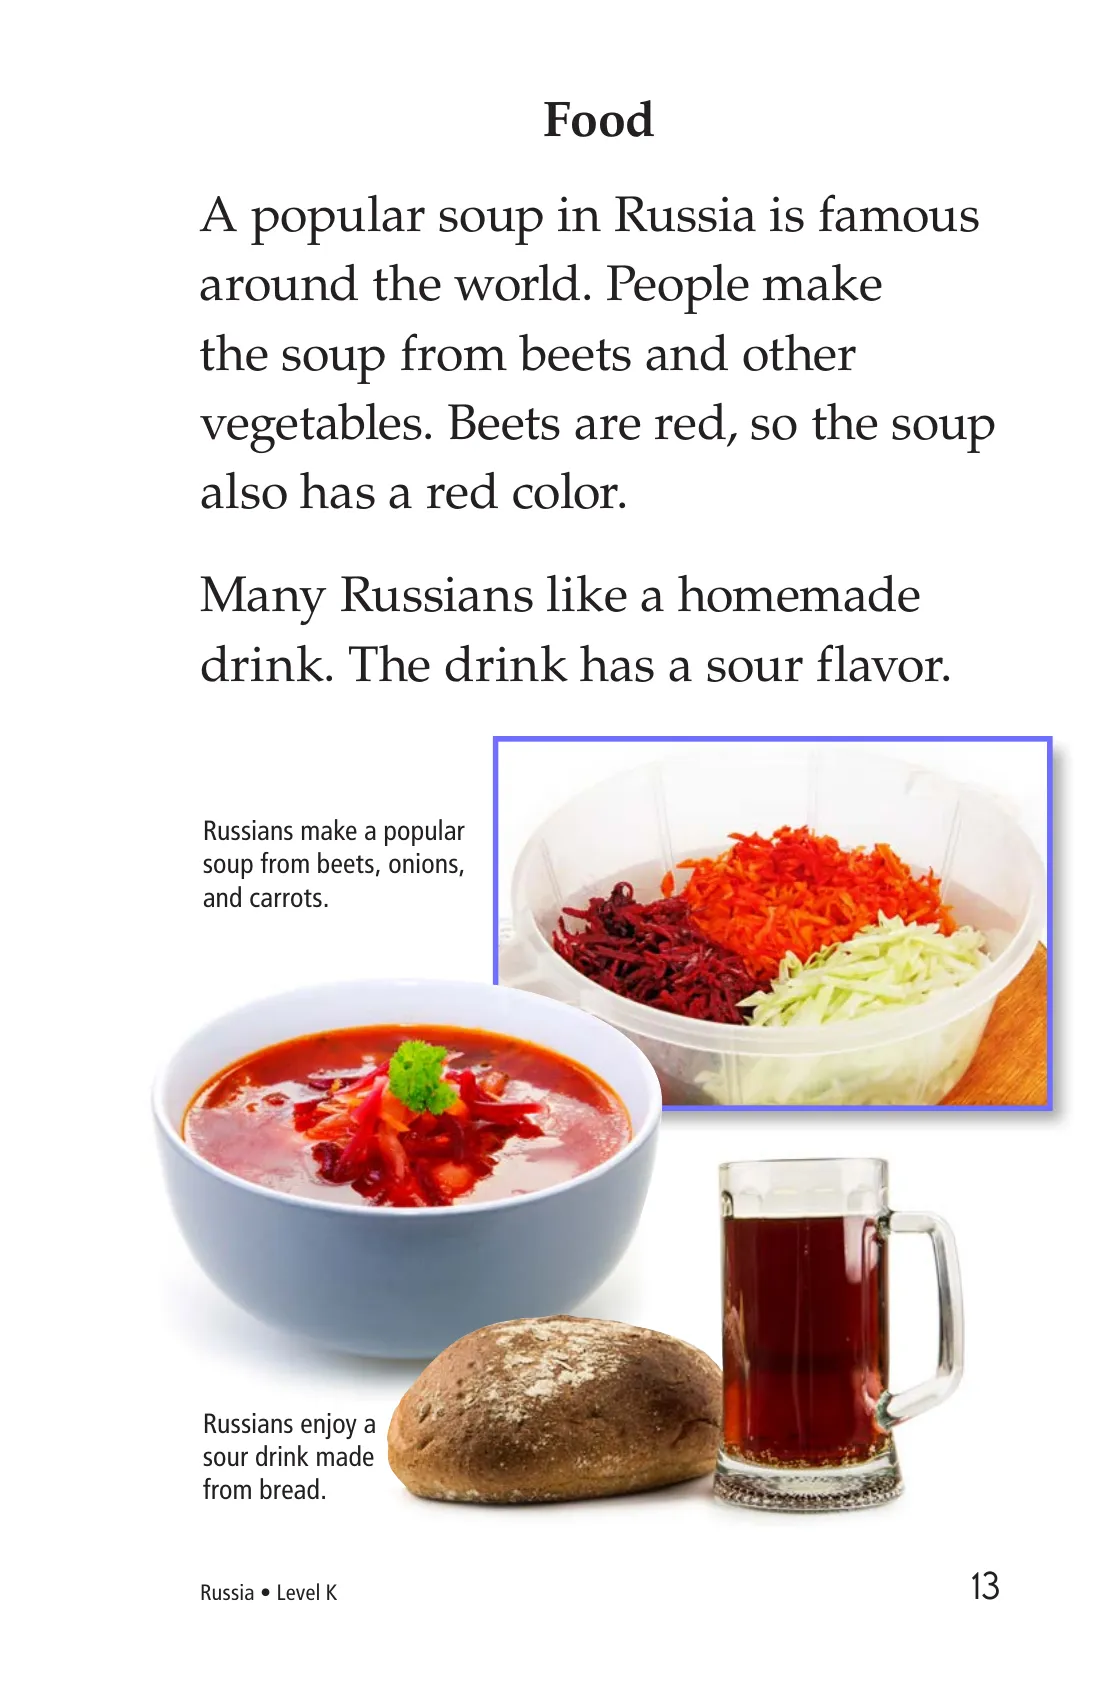 Food
A popular soup in Russia is famous
around the world. People make
the soup from beets and other
vegetables. Beets are red, so the soup
also has a red color.
Many Russians like a homemade
drink. The drink has a sour flavor.
Russians make a popular
soup from beets, onions,
and carrots.
Russians enjoy a
sour drink made
from bread.
Russia • Level K
13